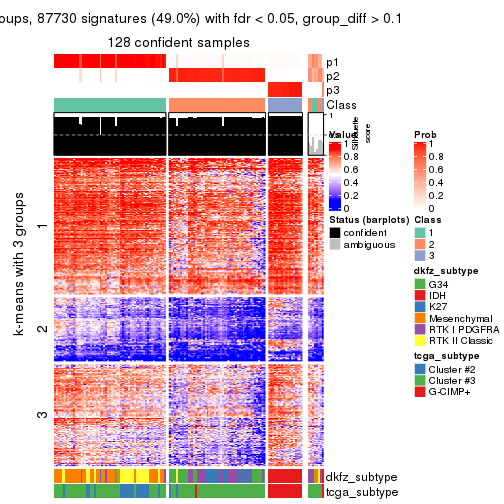 oups, 87730 signatures (49.0%) with fdr < 0.05, group_diff > 0.1
128 confident samples
p1
p2
p3
Class
1
Silhouette
score
k-means with 3 groups
1
2
3
Value
1
0.8
0.6
0.4
0.2
0
Prob
1
0.8
0.6
0.4
0.2
0
Status (barplots)
confident
ambiguous
Class
1
2
3
dkfz_subtype
G34
IDH
K27
Mesenchymal
RTK I PDGFRA
RTK II Classic
tcga_subtype
Cluster #2
Cluster #3
G-CIMP+
dkfz_subtype
tcga_subtype